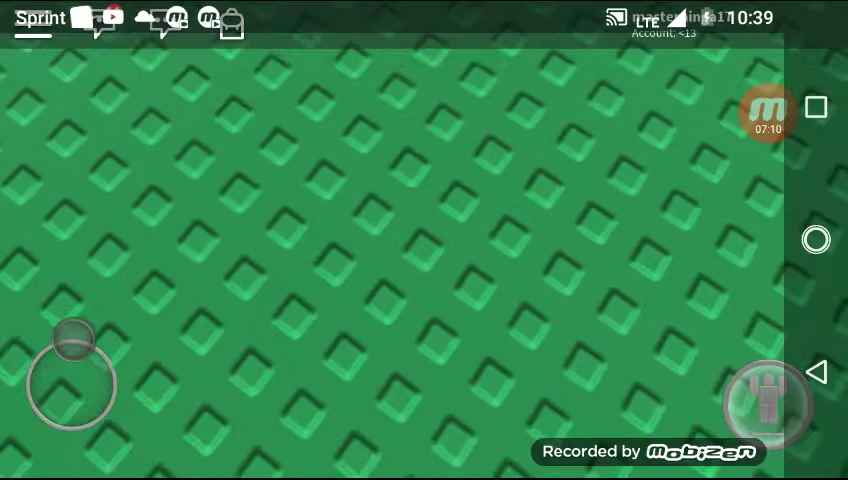 Sprint
LTE
10:39
Account: <13
07:10
Recorded by mobizen